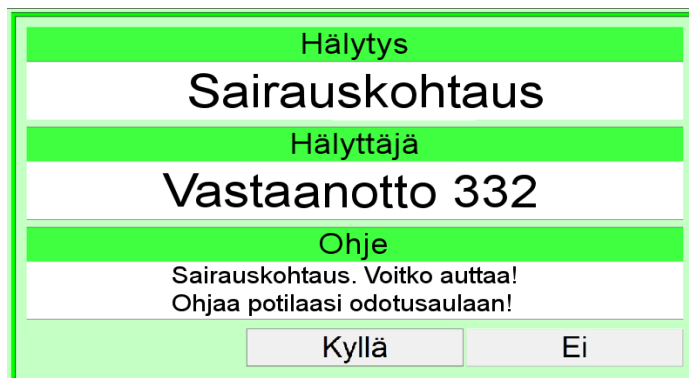 Hälytys
Sairauskohtaus
Hälyttäjä
Vastaanotto 332
Ohje
Sairauskohtaus. Voitko auttaa!
Ohjaa potilaasi odotusaulaan!
Kyllä
Ei